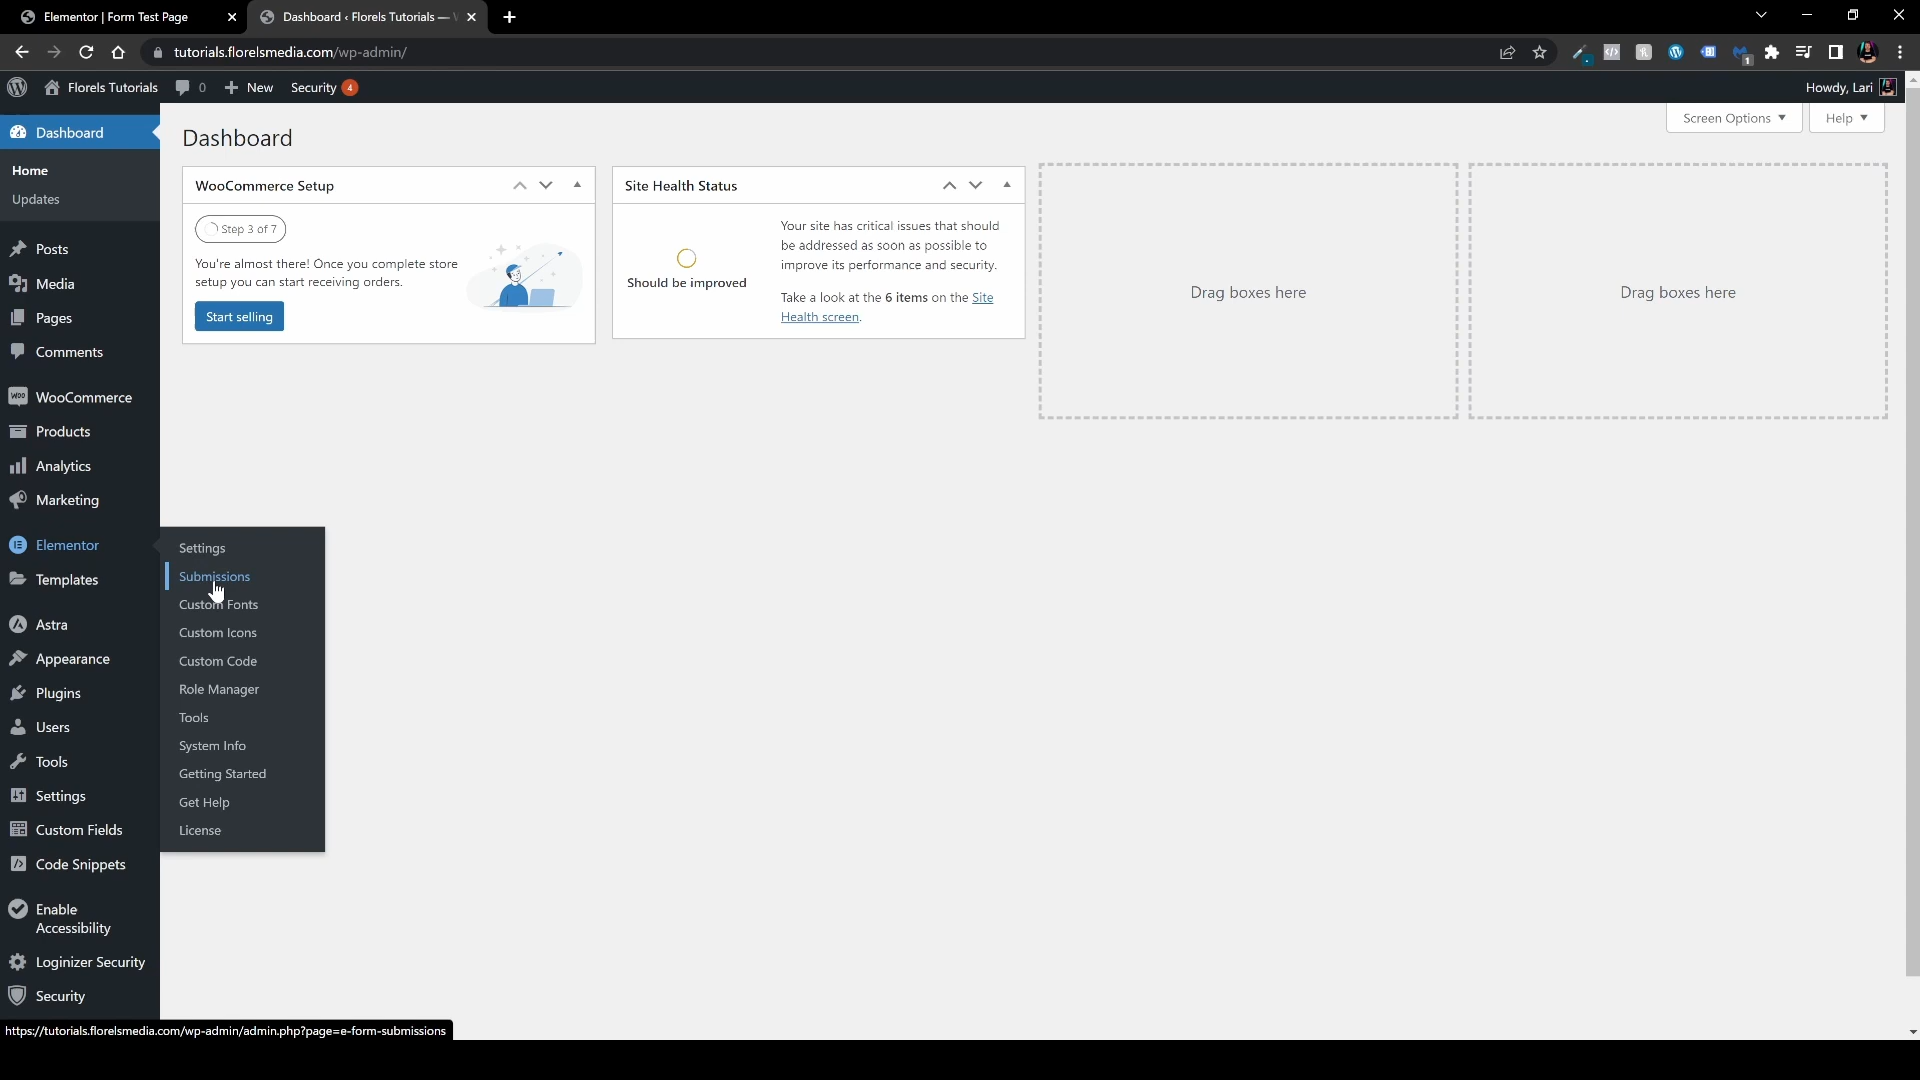 Elementor | Form Test Page
Dashboard ‹ Florels Tutorials —
tutorials.florelsmedia.com/wp-admin/
1
Florels Tutorials
0
New
Security 4
Howdy, Lari
Dashboard
Home
Updates
Posts
Media
Pages
Comments
WooCommerce
Products
Analytics
Marketing
Elementor
Templates
Astra
Appearance
Plugins
Users
Tools
Settings
Custom Fields
Code Snippets
Enable
Accessibility
Loginizer Security
Security
Settings
Submissions
Custom Fonts
Custom Icons
Custom Code
Role Manager
Tools
System Info
Getting Started
Get Help
License
Screen Options
Help
Dashboard
WooCommerce Setup
Step 3 of 7
You're almost there! Once you complete store
setup you can start receiving orders.
Start selling
Site Health Status
Should be improved
Your site has critical issues that should
be addressed as soon as possible to
improve its performance and security.
Take a look at the 6 items on the Site
Health screen.
Drag boxes here
Drag boxes here
https://tutorials.florelsmedia.com/wp-admin/admin.php?page=e-form-submissions